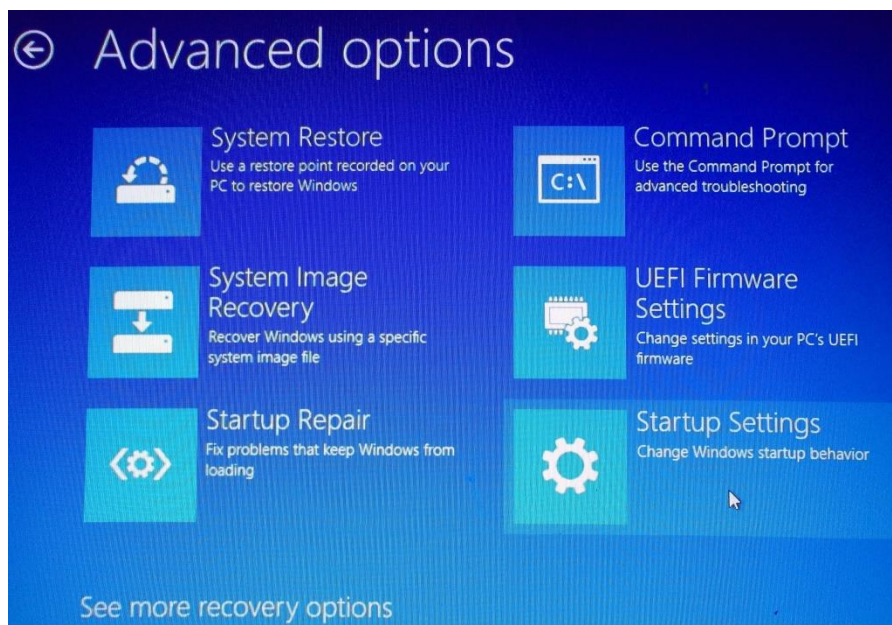 Advanced options
System Restore
Use a restore point recorded on your
PC to restore Windows
Command Prompt
Use the Command Prompt for
advanced troubleshooting
C:\
System Image
Recovery
Recover Windows using a specific
system image file
UEFI Firmware
Settings
Change settings in your PC's UEFI
firmware
Startup Repair
Fix problems that keep Windows from
loading
Startup Settings
Change Windows startup behavior
See more recovery options